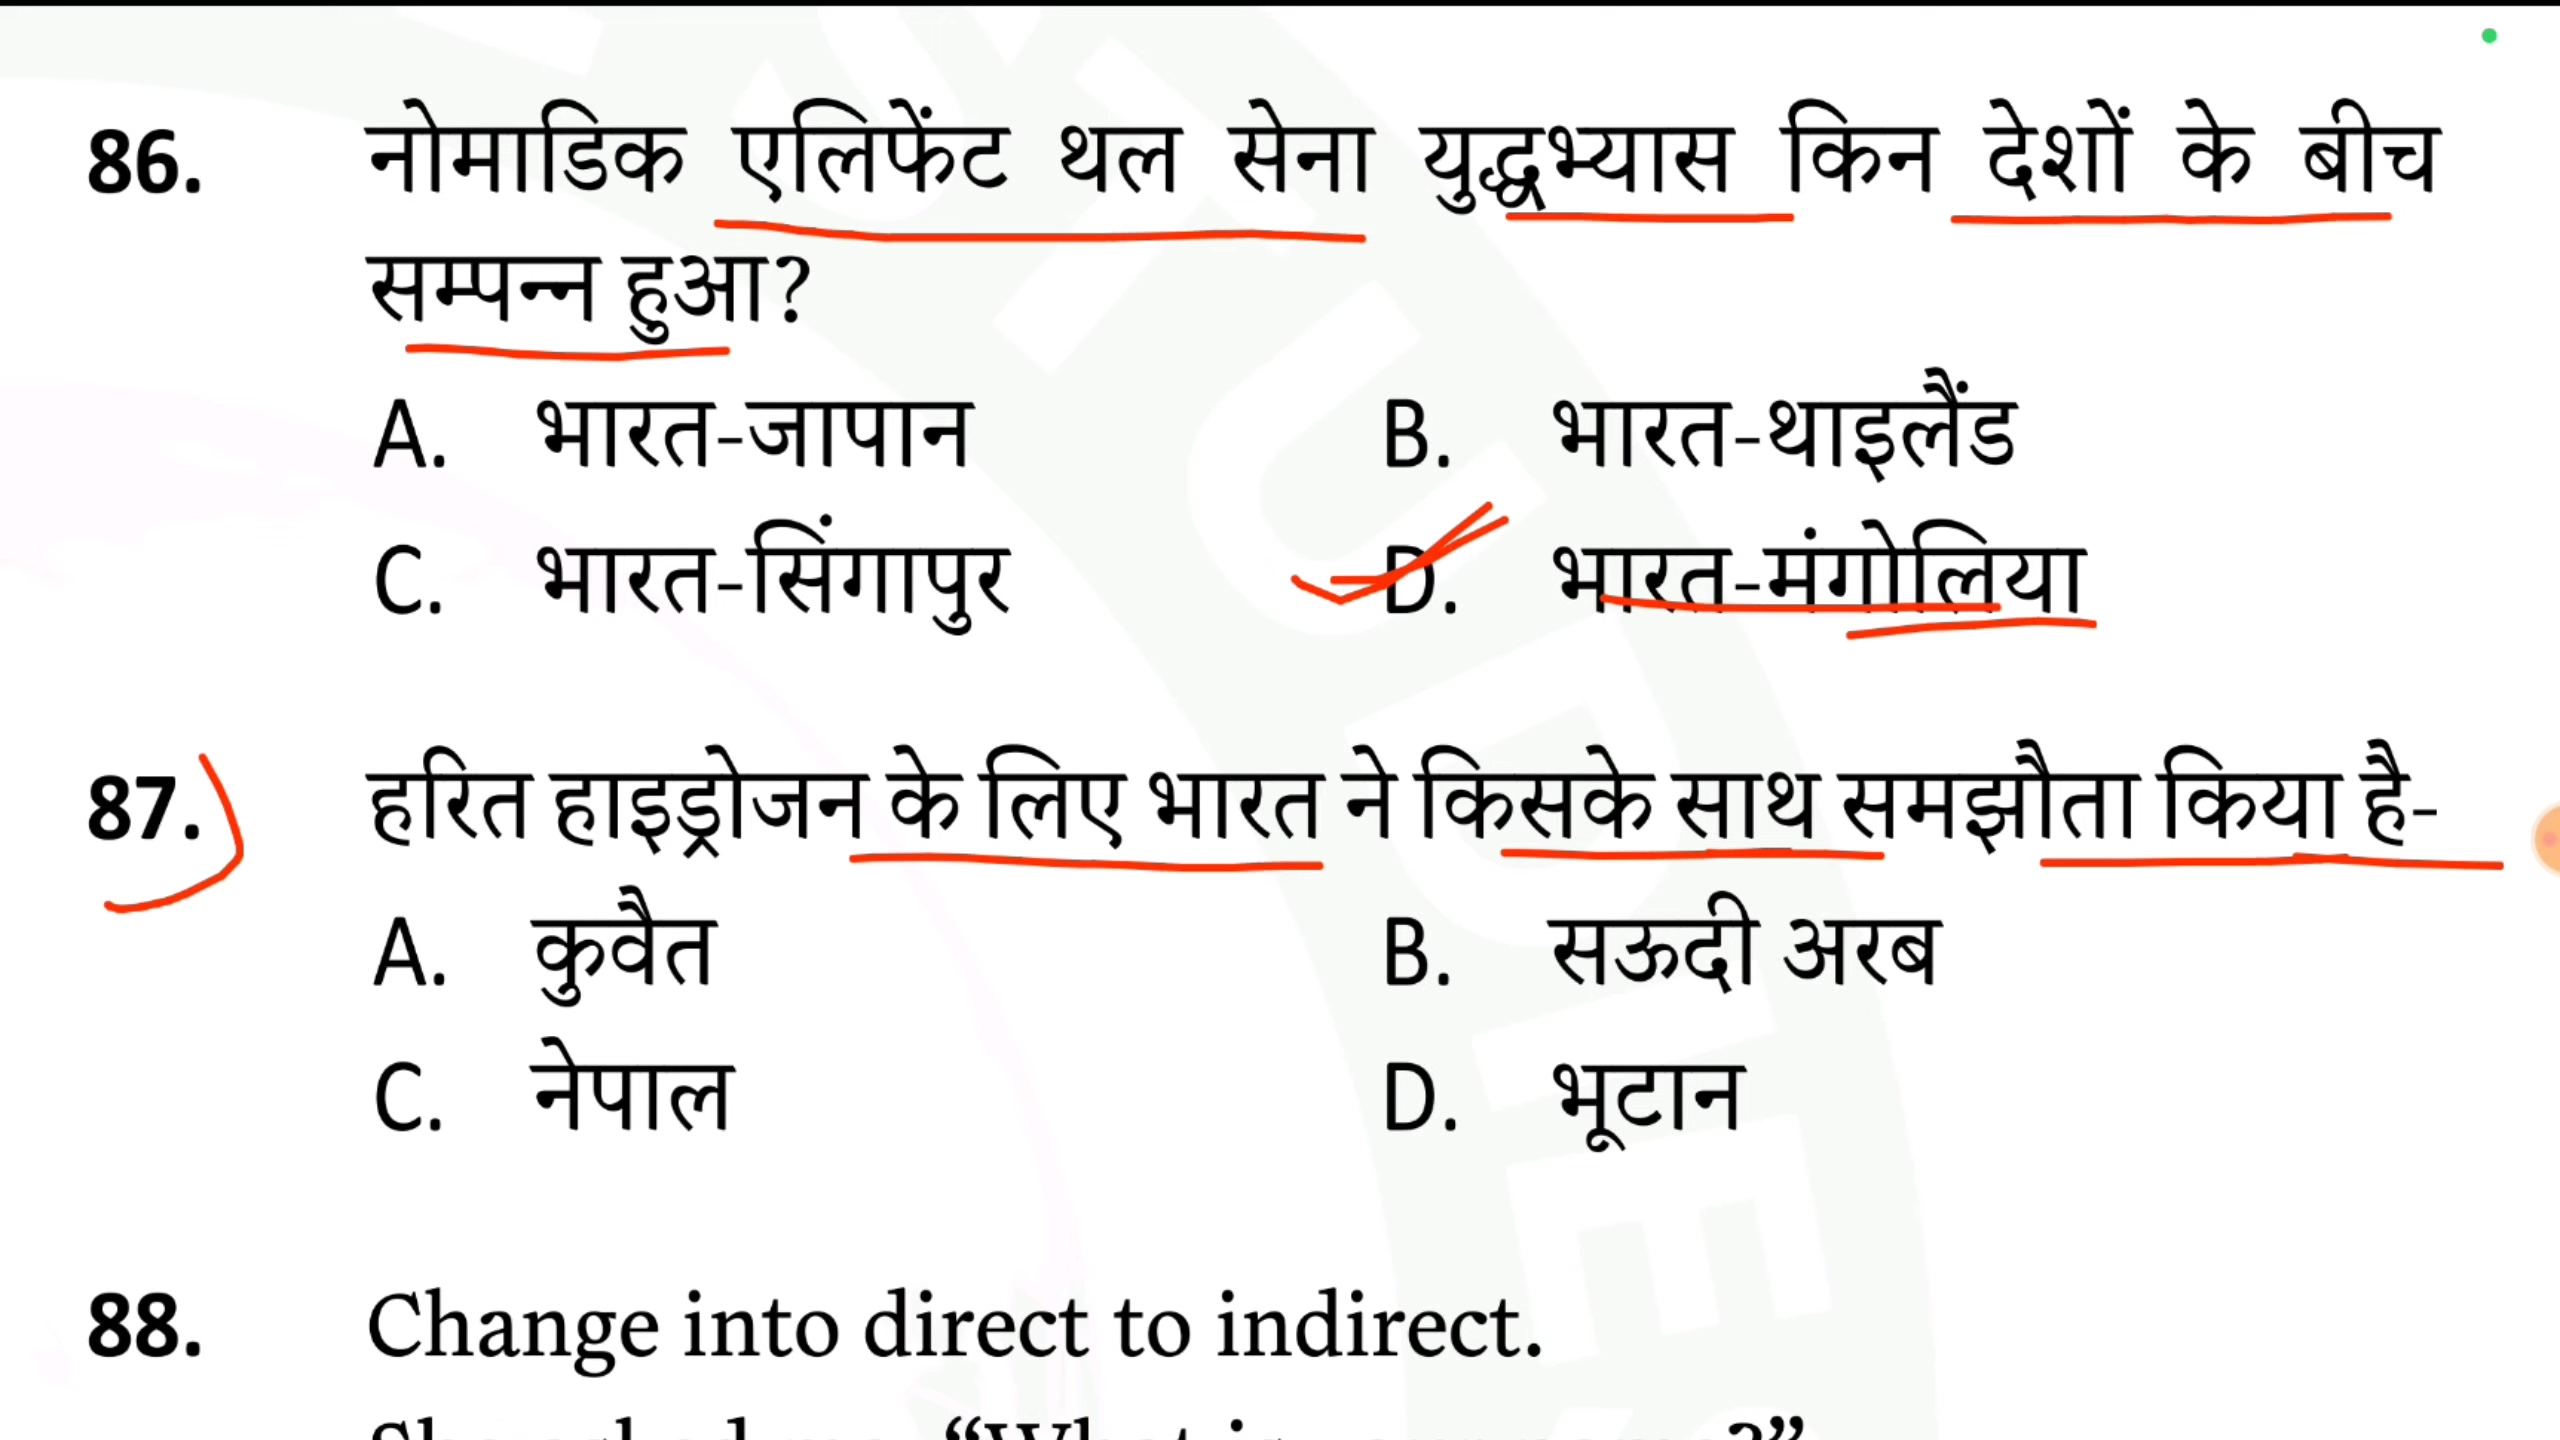 86. नोमाडिक एलिफेंट थल सेना युद्धभ्यास किन देशों के बीच
सम्पन्न हुआ?
A. भारत-जापान B. भारत-थाइलैंड
C. भारत-सिंगापुर D. भारत-मंगोलिया
87. हरित हाइड्रोजन के लिए भारत ने किसके साथ समझौता किया है-
A. कुवैत B. सऊदी अरब
C. नेपाल D. भूटान
88. Change into direct to indirect.